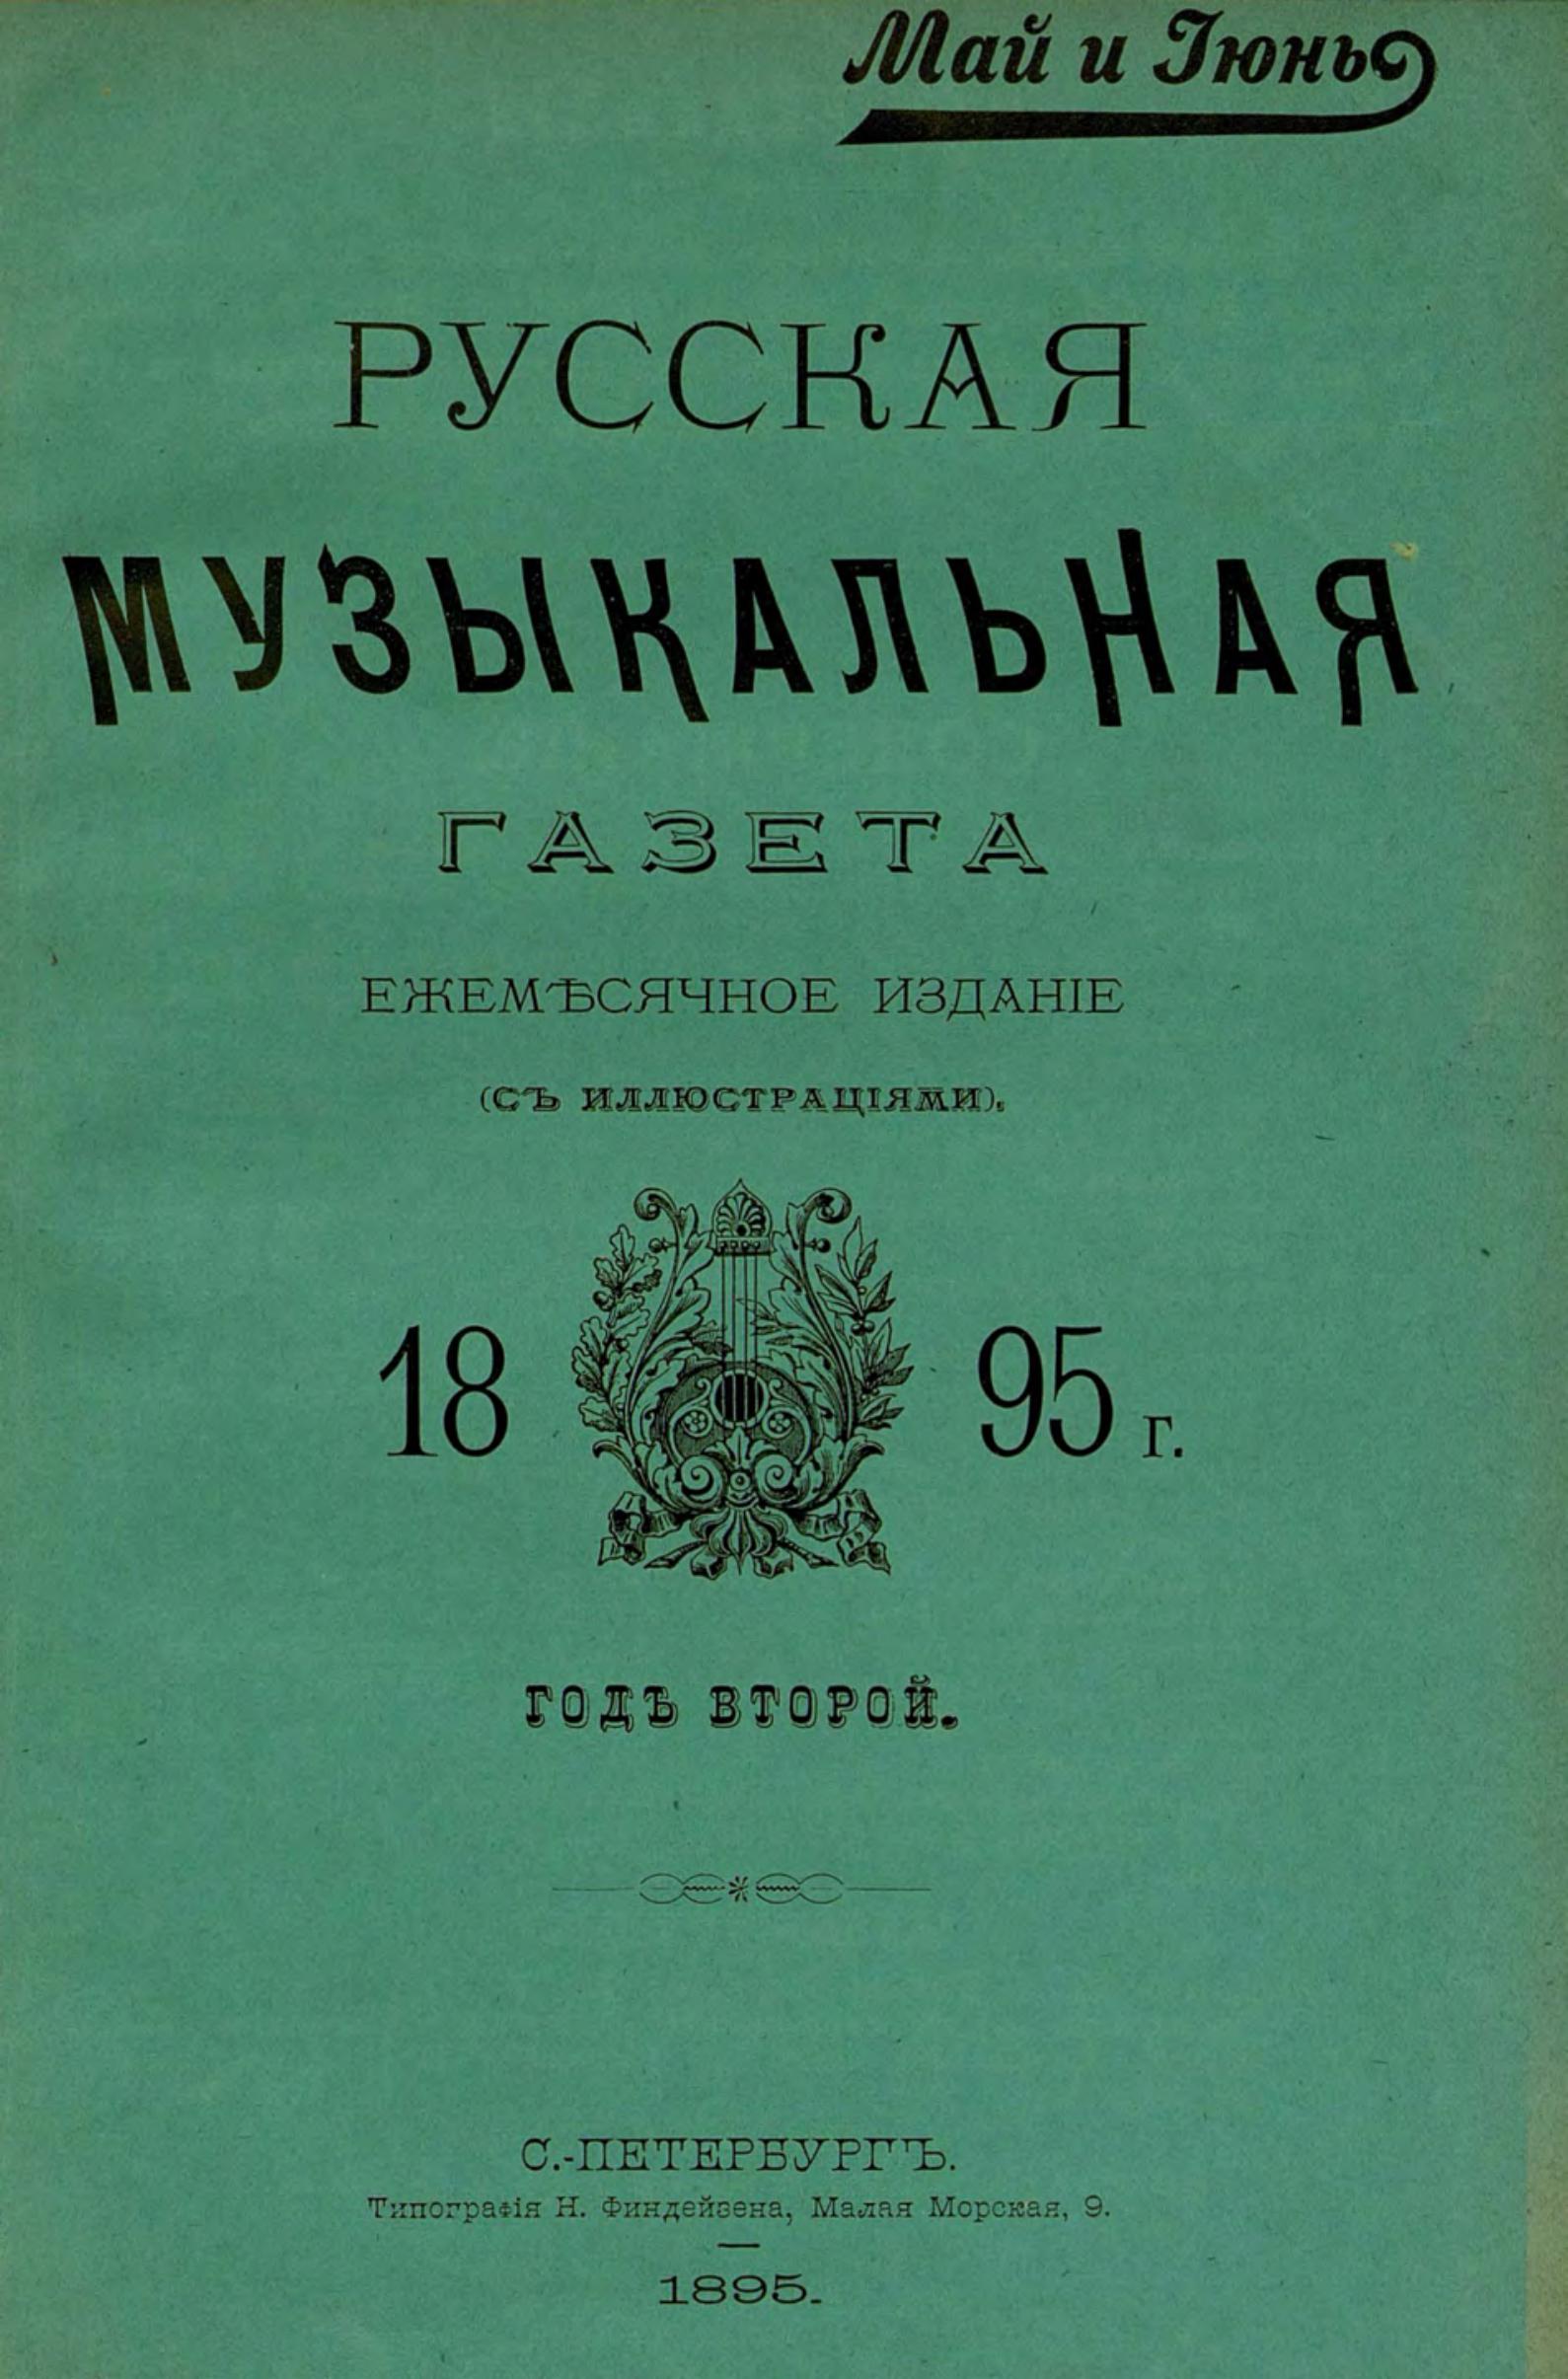 Май и Іюнь
РУССКАЯ
МУЗЫКАЛЬНАЯ
ГАЗЕТА
ЕЖЕМѢСЯЧНОЕ ИЗДАНІЕ
(СЪ ИЛЛЮСТРАЦІЯМИ).
18 95 г.
ГОДЪ ВТОРОЙ.
С.-ПЕТЕРБУРГЪ.
Типографія Н. Финдейзена, Малая Морская, 9.
1895.